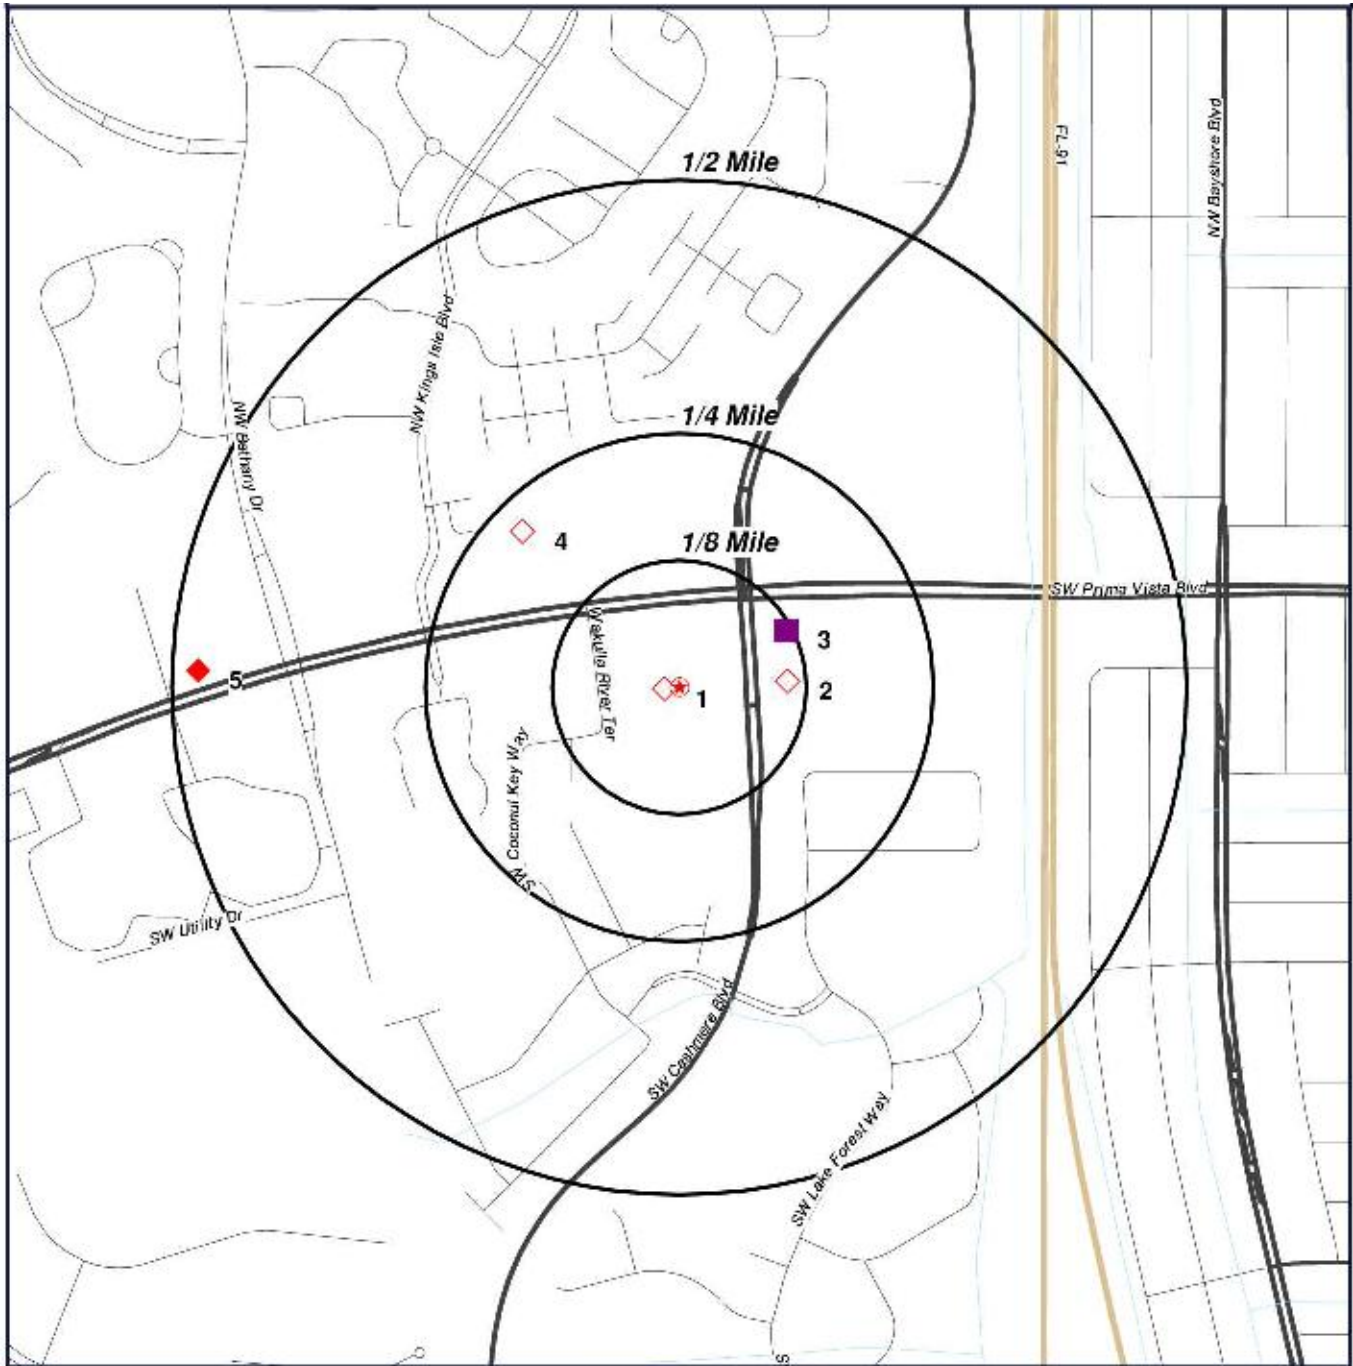 FL-91
NW Bayshore Blvd
1/2 Mile
NW Kings Isle Blvd
NW Bethany Dr
1/4 Mile
4
1/8 Mile
SW Prima Vista Blvd
Wakulla River Ter
3
5
1
2
SW Coconut Key Way
SW Utility Dr
SW Cashmere Blvd
SW Lake Forest Way
S